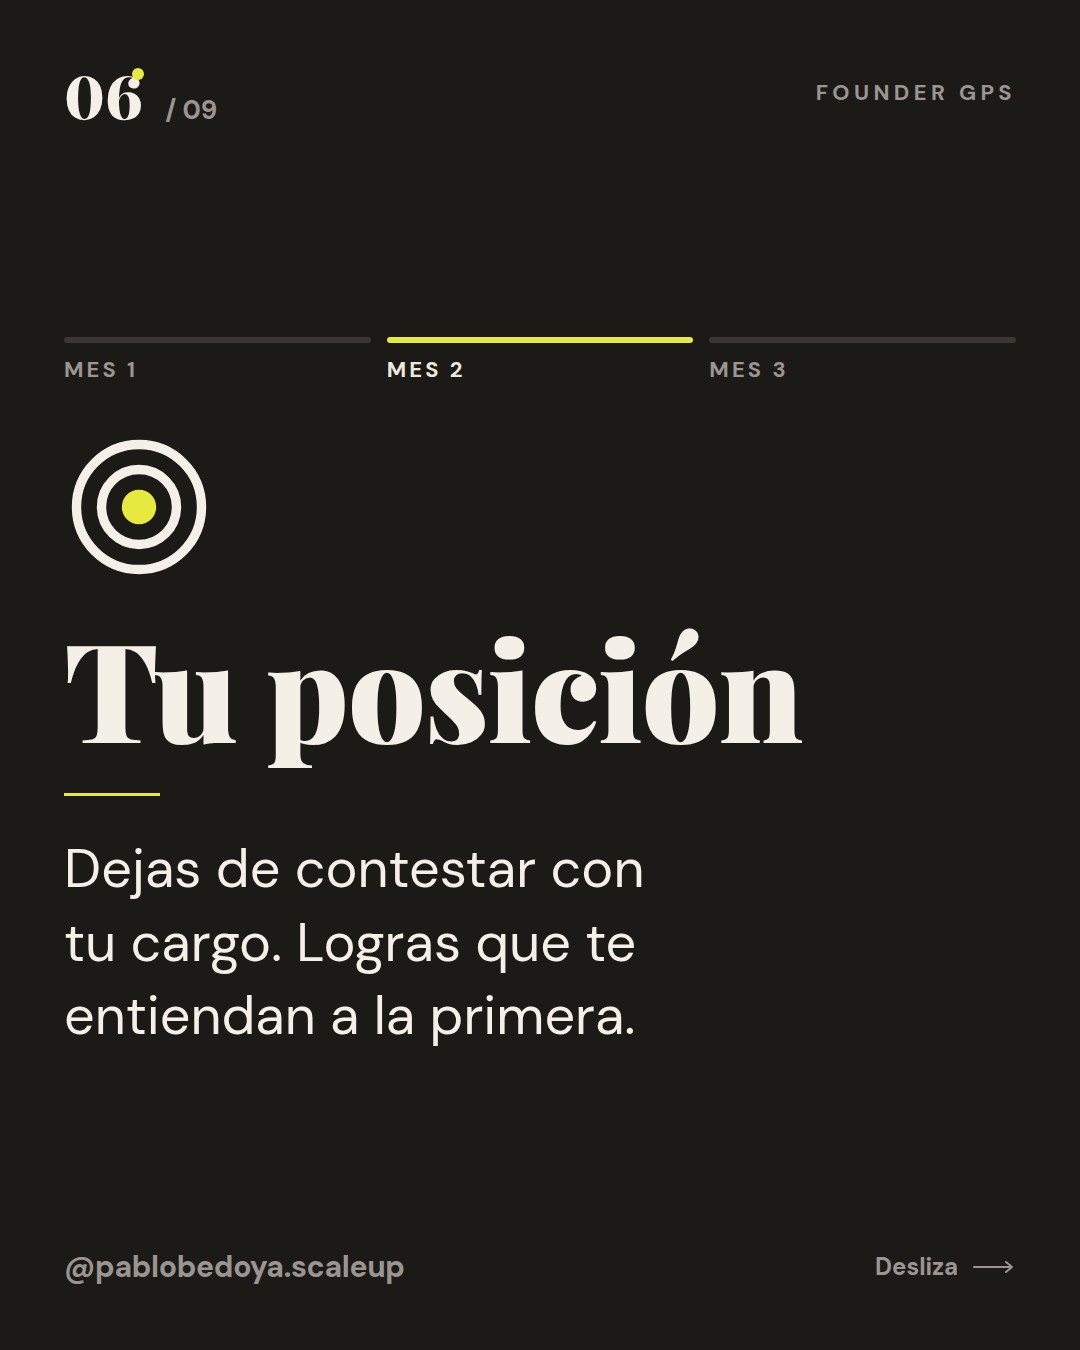 06 / 09
FOUNDER GPS
MES 1
MES 2
MES 3
Tu posición
Dejas de contestar con
tu cargo. Logras que te
entiendan a la primera.
@pablobedoya.scaleup
Desliza →